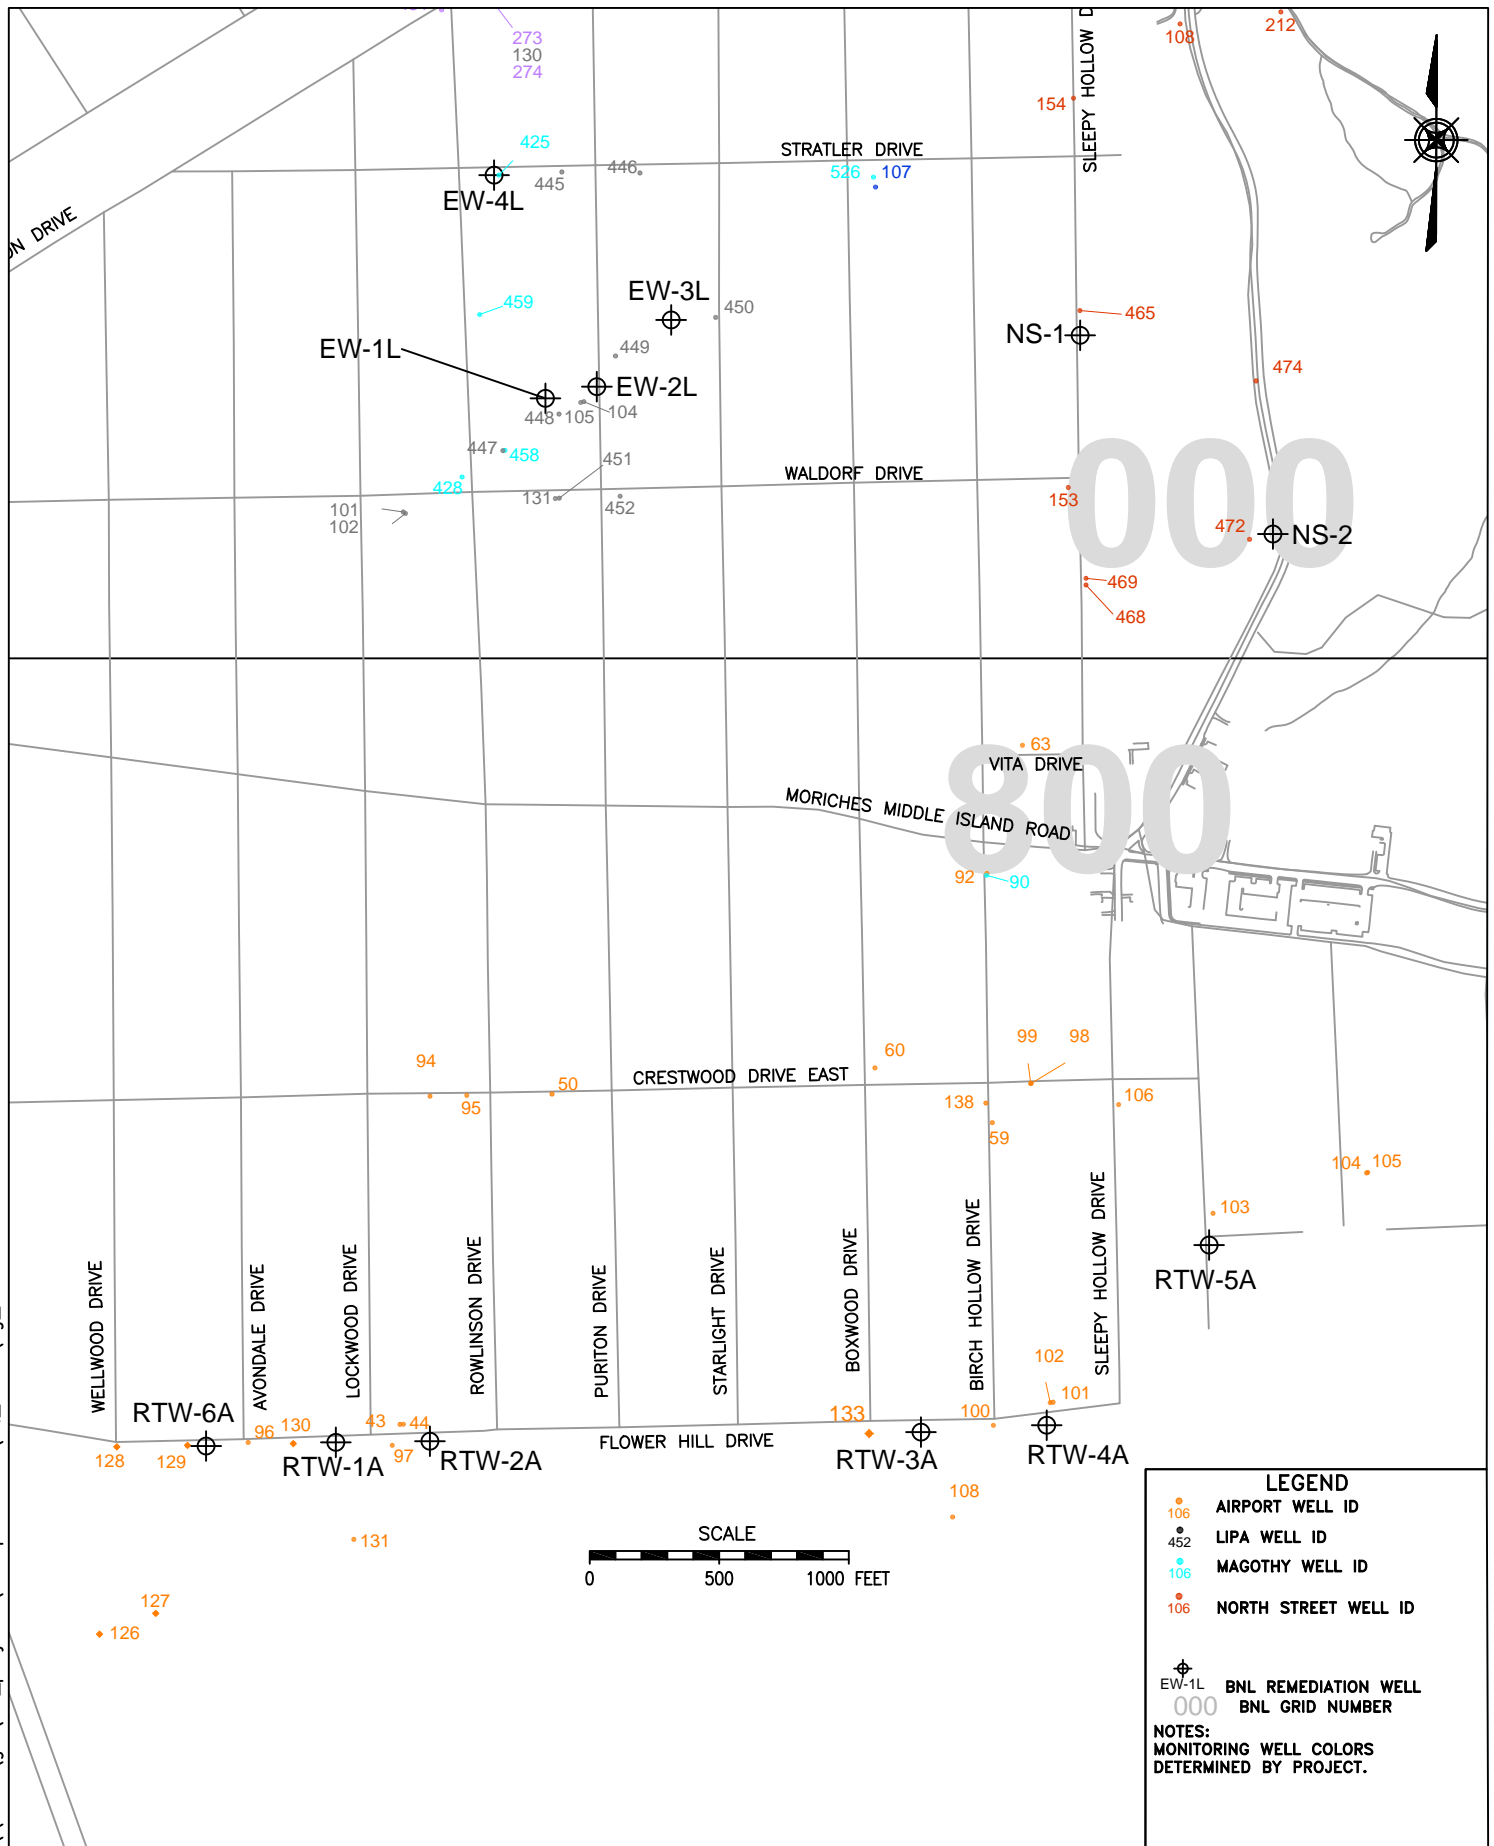 273
130
274
108
212
154
SLEEPY HOLLOW D
STRATLER DRIVE
425
445
446
526
107
EW-4L
ON DRIVE
459
EW-3L
450
EW-1L
449
EW-2L
448
105
104
NS-1
465
474
447
458
451
428
131
452
WALDORF DRIVE
153
101
102
000
472
NS-2
469
468
63
VITA DRIVE
800
MORICHES MIDDLE ISLAND ROAD
92
90
94
95
50
60
99
98
CRESTWOOD DRIVE EAST
138
59
106
104
105
103
RTW-5A
WELLWOOD DRIVE
AVONDALE DRIVE
LOCKWOOD DRIVE
ROWLINSON DRIVE
PURITON DRIVE
STARLIGHT DRIVE
BOXWOOD DRIVE
BIRCH HOLLOW DRIVE
SLEEPY HOLLOW DRIVE
102
101
100
RTW-6A
96
130
43
44
133
128
129
RTW-1A
97
RTW-2A
FLOWER HILL DRIVE
RTW-3A
RTW-4A
108
131
127
126
SCALE
0 500 1000 FEET
LEGEND
106 AIRPORT WELL ID
452 LIPA WELL ID
106 MAGOTHY WELL ID
106 NORTH STREET WELL ID
EW-1L BNL REMEDIATION WELL
000 BNL GRID NUMBER
NOTES:
MONITORING WELL COLORS
DETERMINED BY PROJECT.